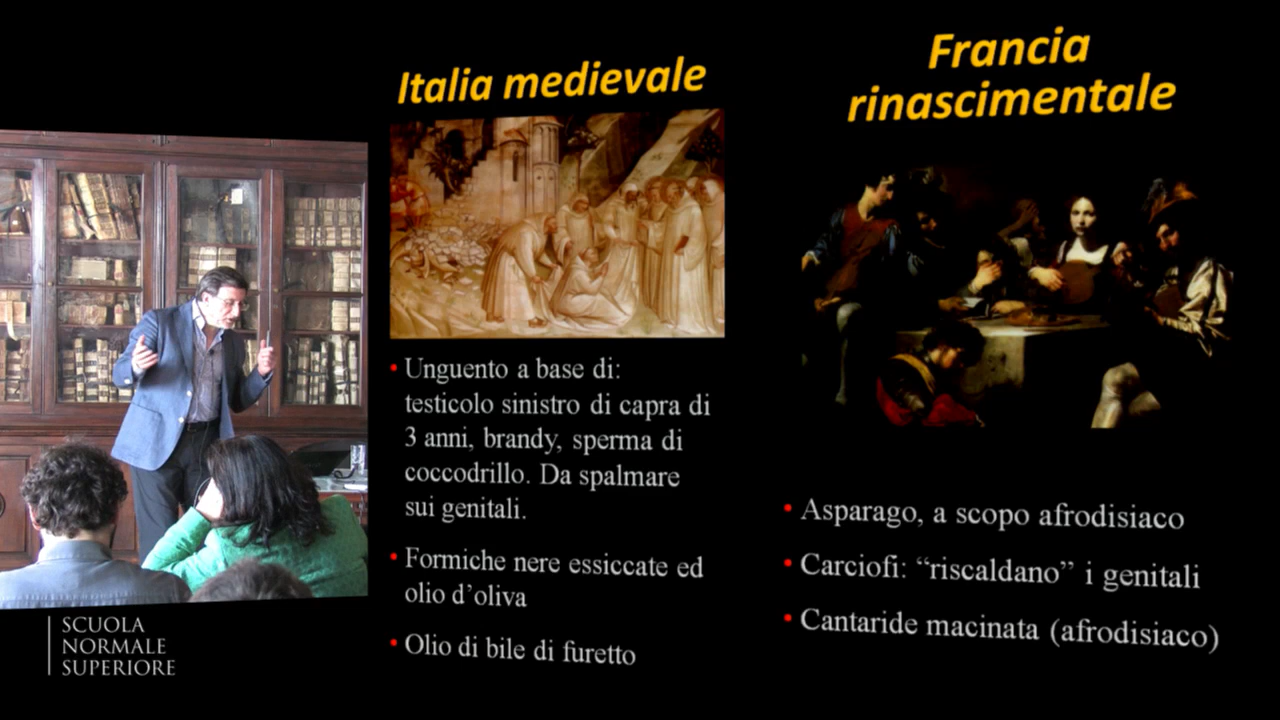 Italia medievale
Unguento a base di:
testicolo sinistro di capra di
3 anni, brandy, sperma di
coccodrillo. Da spalmare
sui genitali.
Formiche nere essiccate ed
olio d’oliva
Olio di bile di furetto
Francia
rinascimentale
Asparago, a scopo afrodisiaco
Carciofi: “riscaldano” i genitali
Cantaride macinata (afrodisiaco)
SCUOLA
NORMALE
SUPERIORE